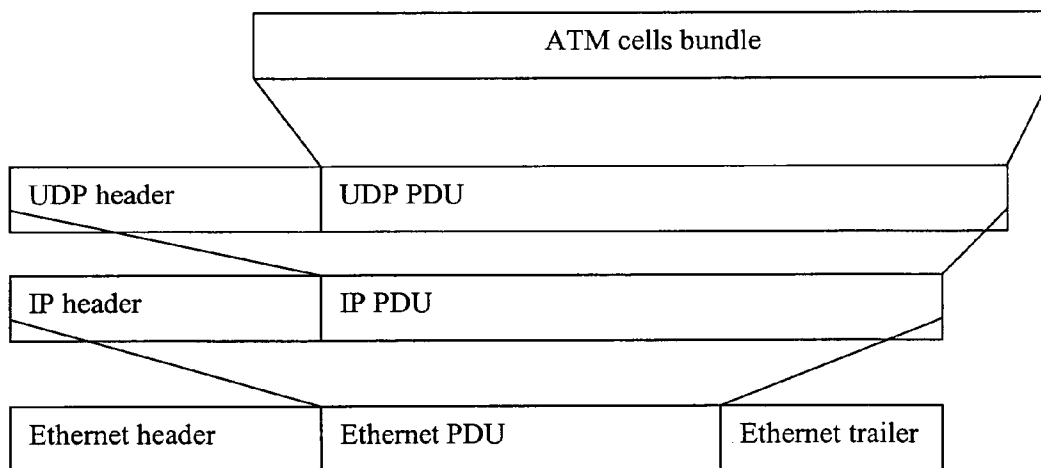 ATM cells bundle
UDP header UDP PDU
IP header IP PDU
Ethernet header Ethernet PDU Ethernet trailer